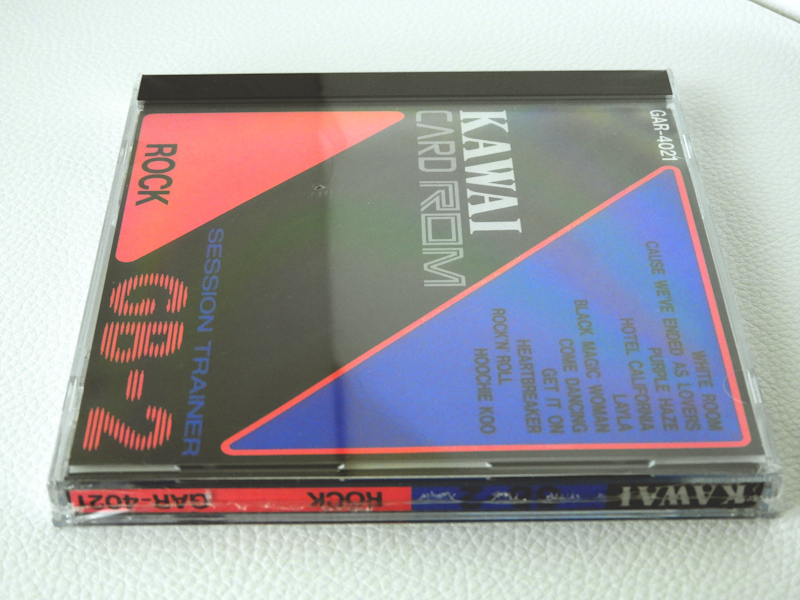 GAR-4021
KAWAI
CARD ROM
ROCK
SESSION TRAINER
GB-2
WHITE ROOM
CAUSE WE'VE ENDED AS LOVERS
PURPLE HAZE
LAYLA
HOTEL CALIFORNIA
BLACK MAGIC WOMAN
COME DANCING
GET IT ON
HEARTBREAKER
ROCK'N ROLL
HOOCHIE KOO
KAWAI
ROCK
GAR-4021